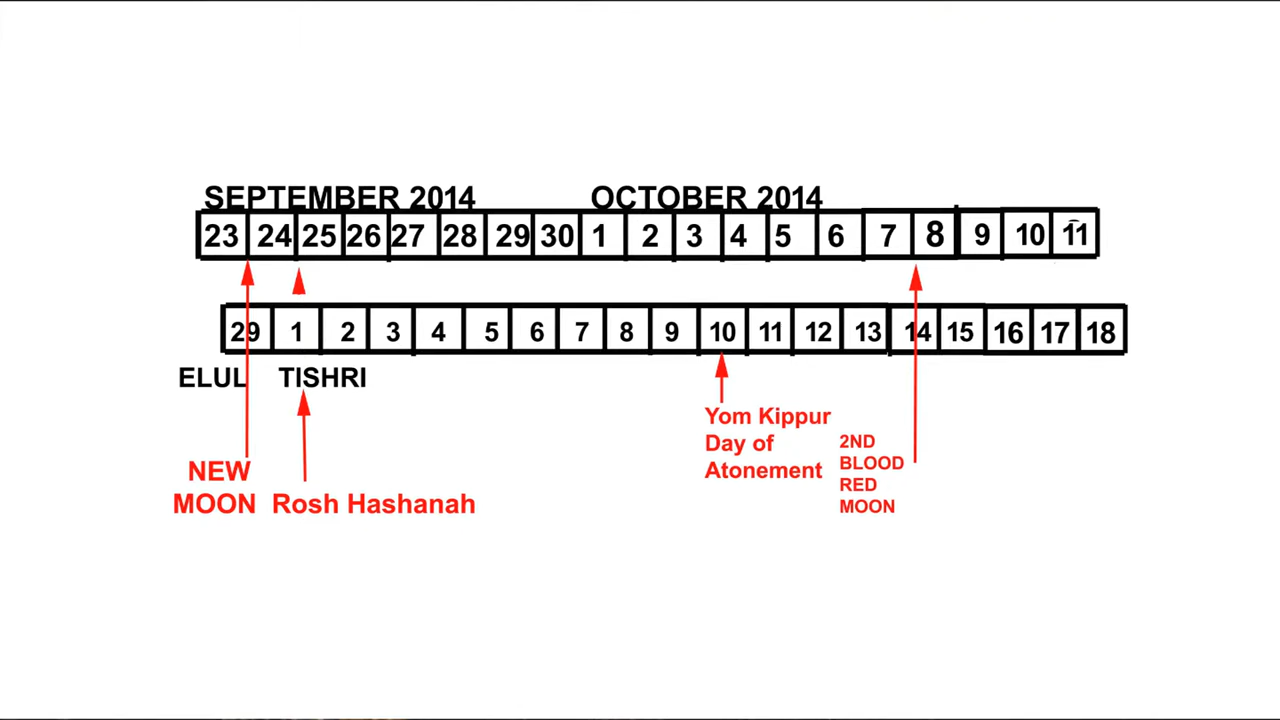 SEPTEMBER 2014 OCTOBER 2014
23 24 25 26 27 28 29 30 1 2 3 4 5 6 7 8 9 10 11
29 1 2 3 4 5 6 7 8 9 10 11 12 13 14 15 16 17 18
ELUL TISHRI
NEW
MOON
Rosh Hashanah
Yom Kippur
Day of
Atonement
2ND
BLOOD
RED
MOON